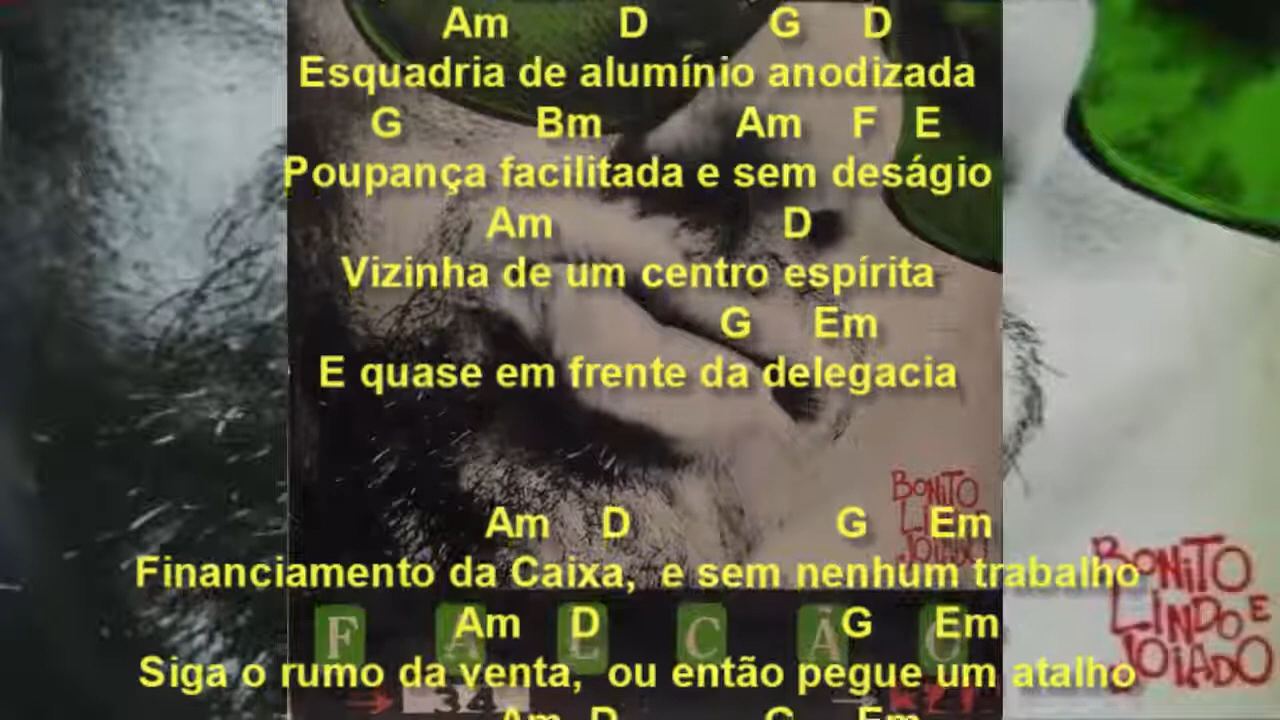 Am D G D
Esquadria de alumínio anodizada
G Bm Am F E
Poupança facilitada e sem deságio
Am D
Vizinha de um centro espírita
G Em
E quase em frente da delegacia
Am D G Em
Financiamento da Caixa, e sem nenhum trabalho
Am D G Em
Siga o rumo da venta, ou então pegue um atalho
Am D G Em
BONITO
LINDO E
JOIADO
BONITO
LINDO E
JOIADO
FALCÃO